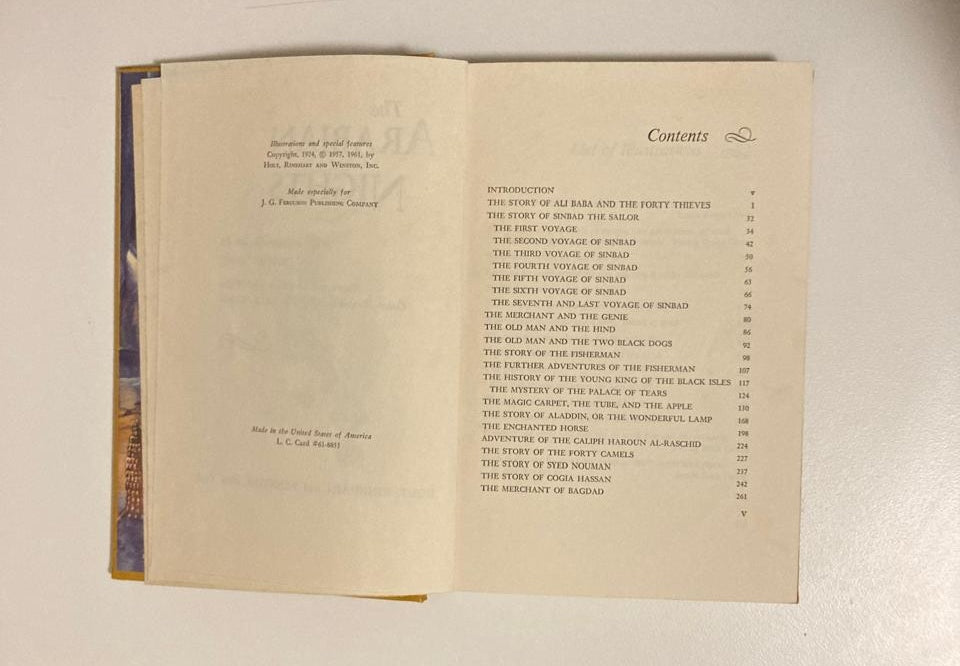 Illustrations and special features
Copyright, 1924, © 1957, 1961, by
HOLT, RINEHART AND WINSTON, INC.
Made especially for
J. G. FERGUSON PUBLISHING COMPANY
Made in the United States of America
L. C. Card #61-8851
Contents
INTRODUCTION v
THE STORY OF ALI BABA AND THE FORTY THIEVES 1
THE STORY OF SINBAD THE SAILOR 32
THE FIRST VOYAGE 34
THE SECOND VOYAGE OF SINBAD 42
THE THIRD VOYAGE OF SINBAD 50
THE FOURTH VOYAGE OF SINBAD 56
THE FIFTH VOYAGE OF SINBAD 63
THE SIXTH VOYAGE OF SINBAD 66
THE SEVENTH AND LAST VOYAGE OF SINBAD 74
THE MERCHANT AND THE GENIE 80
THE OLD MAN AND THE HIND 86
THE OLD MAN AND THE TWO BLACK DOGS 92
THE STORY OF THE FISHERMAN 98
THE FURTHER ADVENTURES OF THE FISHERMAN 107
THE HISTORY OF THE YOUNG KING OF THE BLACK ISLES 117
THE MYSTERY OF THE PALACE OF TEARS 124
THE MAGIC CARPET, THE TUBE, AND THE APPLE 130
THE STORY OF ALADDIN, OR THE WONDERFUL LAMP 168
THE ENCHANTED HORSE 198
ADVENTURE OF THE CALIPH HAROUN AL-RASCHID 224
THE STORY OF THE FORTY CAMELS 227
THE STORY OF SYED NOUMAN 237
THE STORY OF COGIA HASSAN 242
THE MERCHANT OF BAGDAD 261
V